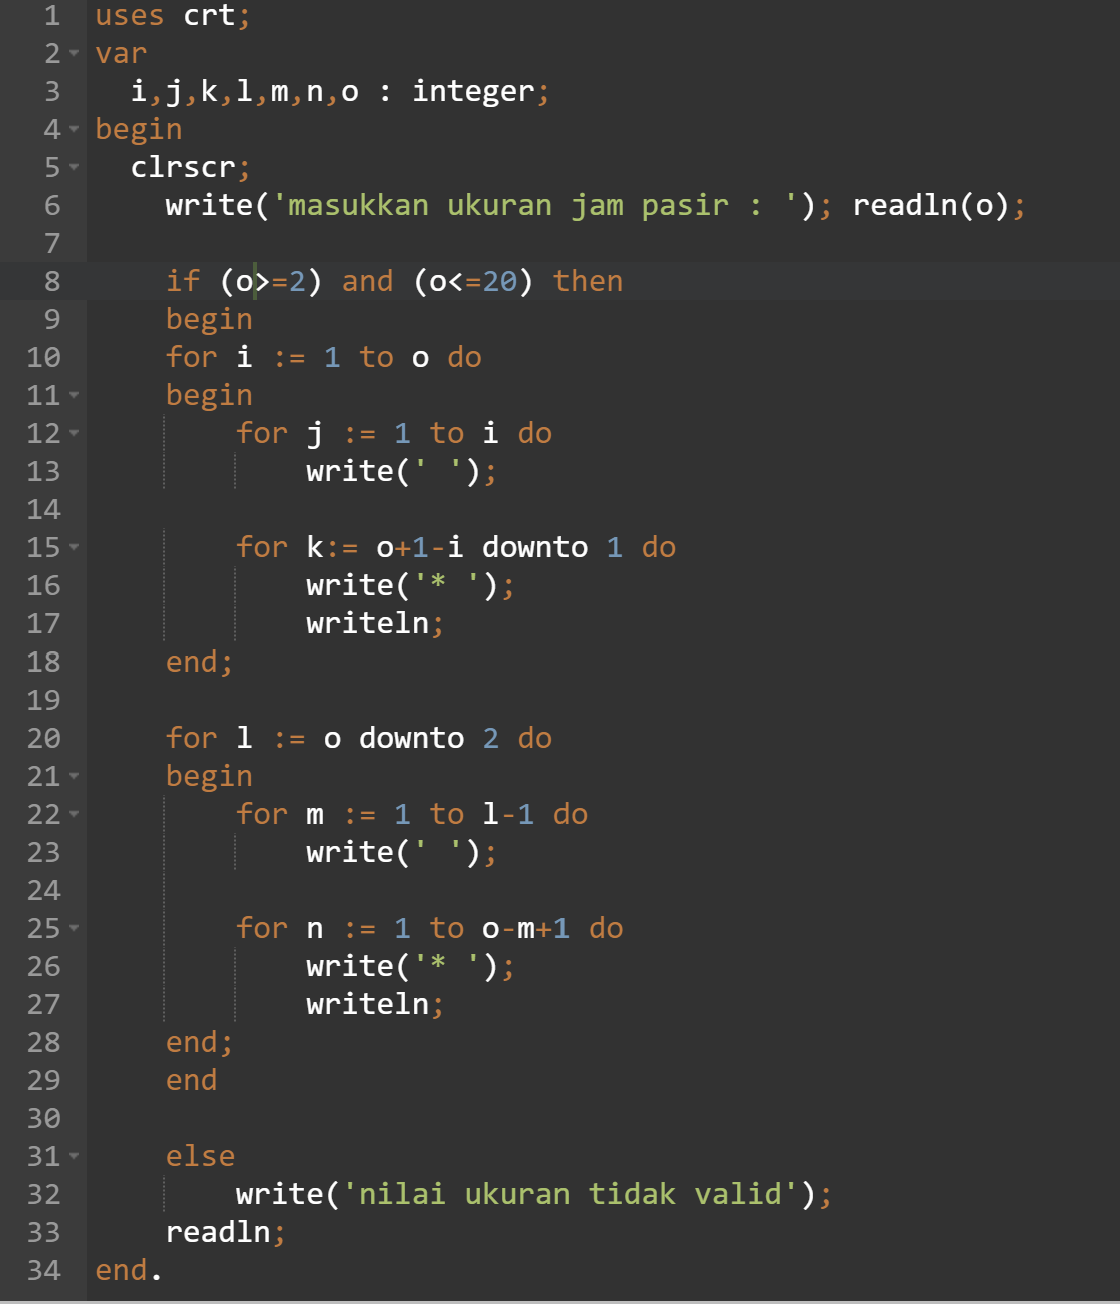 1 uses crt;
2 var
3   i,j,k,l,m,n,o : integer;
4 begin
5   clrscr;
6     write('masukkan ukuran jam pasir : '); readln(o);
7
8     if (o>=2) and (o<=20) then
9     begin
10     for i := 1 to o do
11     begin
12         for j := 1 to i do
13             write(' ');
14
15         for k:= o+1-i downto 1 do
16             write('* ');
17             writeln;
18     end;
19
20     for l := o downto 2 do
21     begin
22         for m := 1 to l-1 do
23             write(' ');
24
25         for n := 1 to o-m+1 do
26             write('* ');
27             writeln;
28     end;
29     end
30
31     else
32         write('nilai ukuran tidak valid');
33     readln;
34 end.